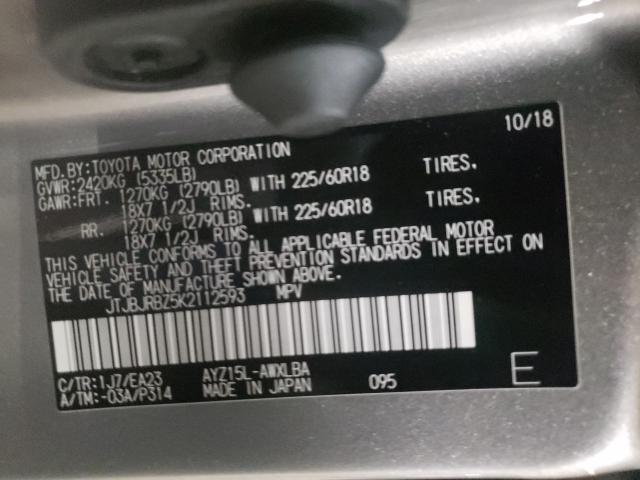 10/18
MFD.BY:TOYOTA MOTOR CORPORATION
GVWR:2420KG (5335LB)
GAWR:FRT. 1270KG (2790LB) WITH 225/60R18 TIRES.
18X7 1/2J RIMS.
RR. 1270KG (2790LB) WITH 225/60R18 TIRES.
18X7 1/2J RIMS.
THIS VEHICLE CONFORMS TO ALL APPLICABLE FEDERAL MOTOR
VEHICLE SAFETY AND THEFT PREVENTION STANDARDS IN EFFECT ON
THE DATE OF MANUFACTURE SHOWN ABOVE.
JTJBJRBZ5K2112593 MPV
C/TR:1J7/EA23 AYZ15L-AWXLBA
A/TM:-03A/P314 MADE IN JAPAN 095 E